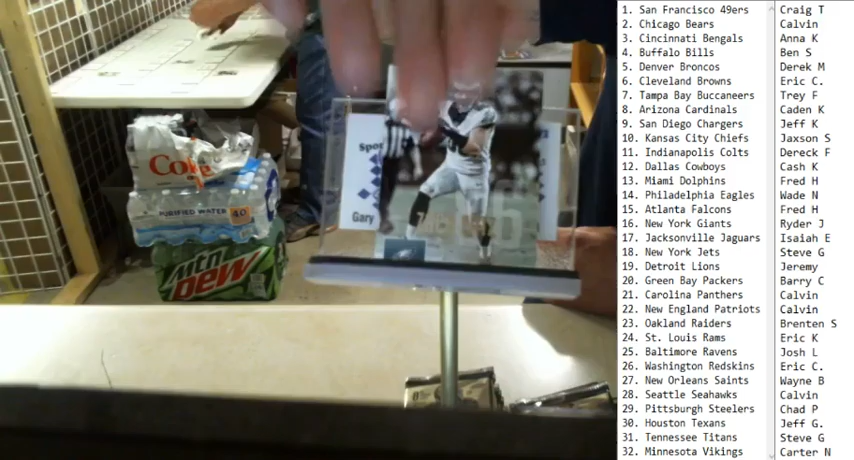 1. San Francisco 49ers Craig T
2. Chicago Bears Calvin
3. Cincinnati Bengals Anna K
4. Buffalo Bills Ben S
5. Denver Broncos Derek M
6. Cleveland Browns Eric C.
7. Tampa Bay Buccaneers Trey F
8. Arizona Cardinals Caden K
9. San Diego Chargers Jeff K
10. Kansas City Chiefs Jaxson S
11. Indianapolis Colts Dereck F
12. Dallas Cowboys Cash K
13. Miami Dolphins Fred H
14. Philadelphia Eagles Wade N
15. Atlanta Falcons Fred H
16. New York Giants Ryder J
17. Jacksonville Jaguars Isaiah E
18. New York Jets Steve G
19. Detroit Lions Jeremy
20. Green Bay Packers Barry C
21. Carolina Panthers Calvin
22. New England Patriots Calvin
23. Oakland Raiders Brenten S
24. St. Louis Rams Eric K
25. Baltimore Ravens Josh L
26. Washington Redskins Eric C.
27. New Orleans Saints Wayne B
28. Seattle Seahawks Calvin
29. Pittsburgh Steelers Chad P
30. Houston Texans Jeff G.
31. Tennessee Titans Steve G
32. Minnesota Vikings Carter N
Spor
Gary
86
Coke
PURIFIED WATER 40
Mtn
DEW